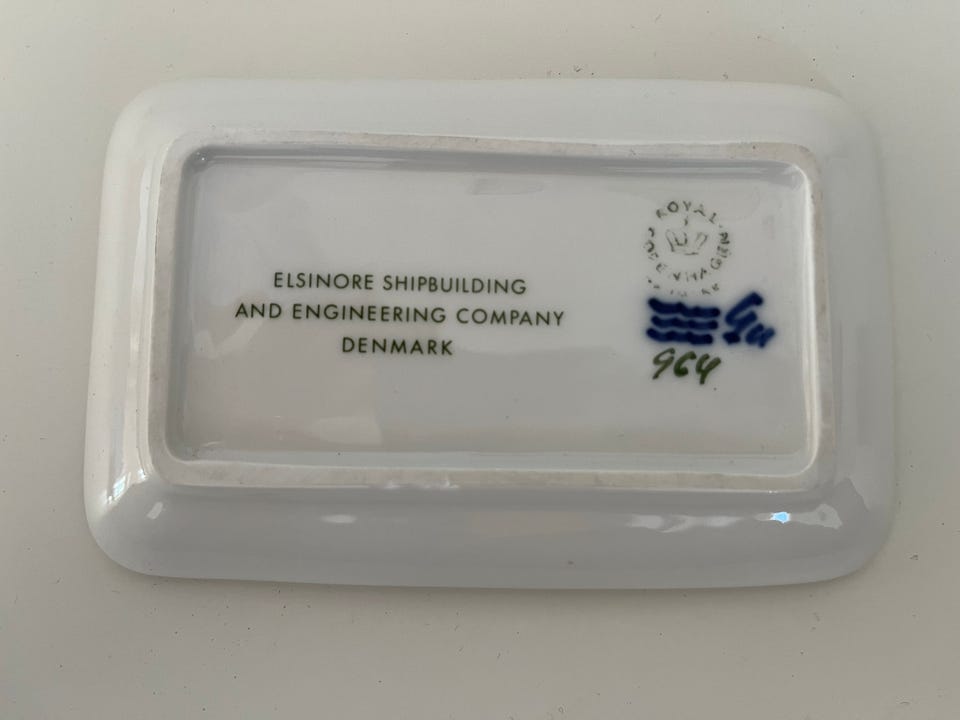 ELSINORE SHIPBUILDING
AND ENGINEERING COMPANY
DENMARK
ROYAL
COPENHAGEN
964